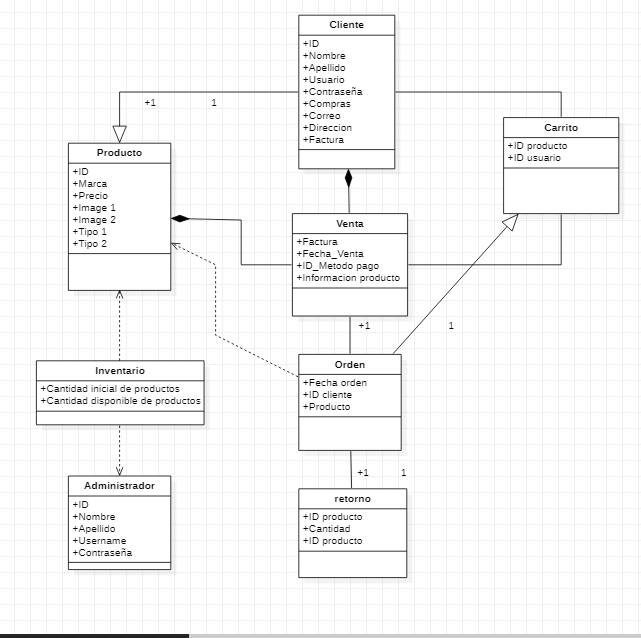 Cliente
+ID
+Nombre
+Apellido
+Usuario
+Contraseña
+Compras
+Correo
+Direccion
+Factura
+1
1
Carrito
+ID producto
+ID usuario
Producto
+ID
+Marca
+Precio
+Image 1
+Image 2
+Tipo 1
+Tipo 2
Venta
+Factura
+Fecha_Venta
+ID_Metodo pago
+Informacion producto
+1
1
Orden
+Fecha orden
+ID cliente
+Producto
Inventario
+Cantidad inicial de productos
+Cantidad disponible de productos
+1
1
Administrador
+ID
+Nombre
+Apellido
+Username
+Contraseña
retorno
+ID producto
+Cantidad
+ID producto